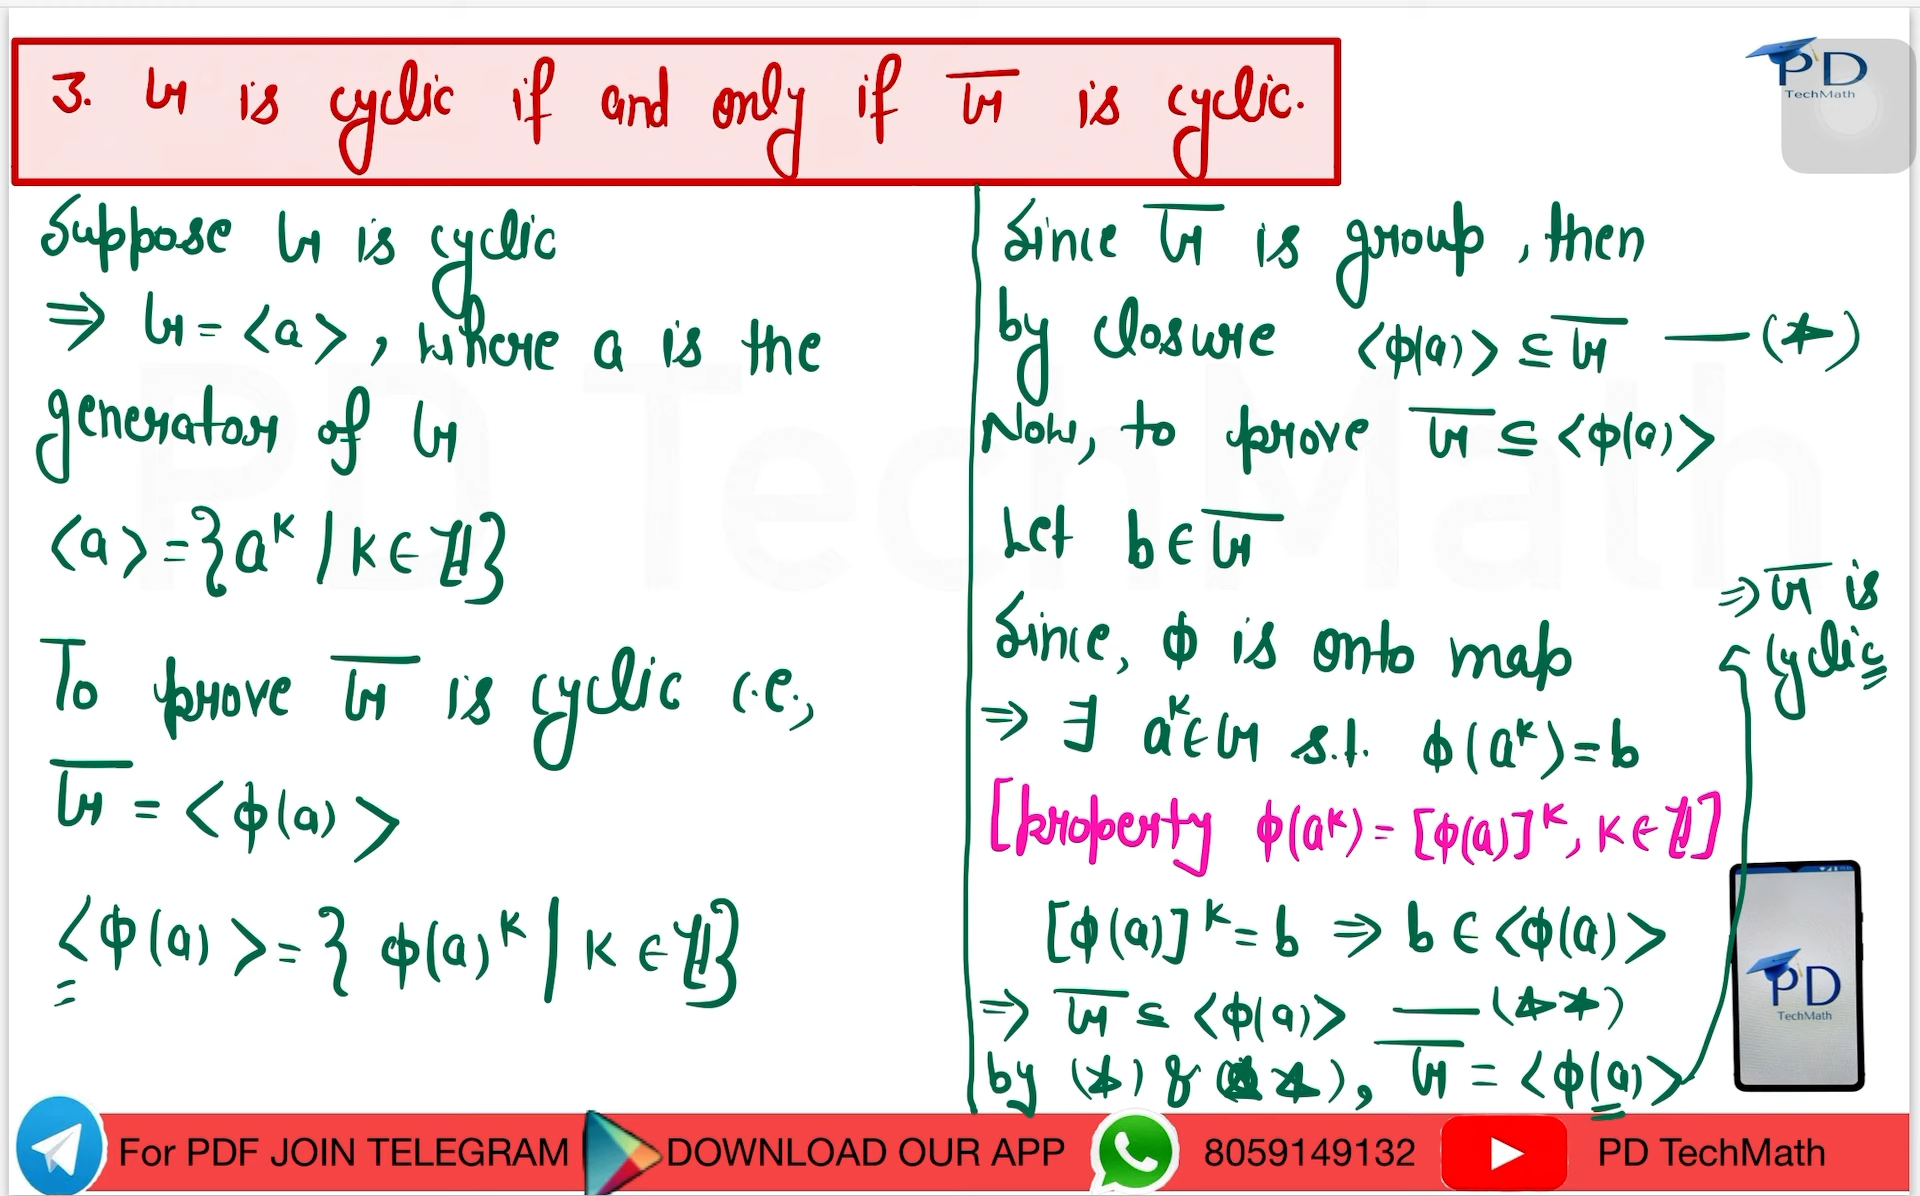 3. G is cyclic if and only if G̅ is cyclic.
PD
TechMath
Suppose G is cyclic
⇒ G = <a>, where a is the
generator of G
<a> = {a^k | k ∈ ℤ}
To prove G̅ is cyclic i.e.,
G̅ = <ϕ(a)>
<ϕ(a)> = {ϕ(a)^k | k ∈ ℤ}
Since G̅ is group, then
by closure <ϕ(a)> ⊆ G̅ —(*)
Now, to prove G̅ ⊆ <ϕ(a)>
Let b ∈ G̅
Since, ϕ is onto map
⇒ ∃ a^k ∈ G s.t. ϕ(a^k) = b
[property ϕ(a^k) = [ϕ(a)]^k, k ∈ ℤ]
[ϕ(a)]^k = b ⇒ b ∈ <ϕ(a)>
⇒ G̅ ⊆ <ϕ(a)> —(**)
by (*) & (**), G̅ = <ϕ(a)>
⇒ G̅ is
cyclic
PD
TechMath
PD TechMath
For PDF JOIN TELEGRAM DOWNLOAD OUR APP 8059149132 PD TechMath